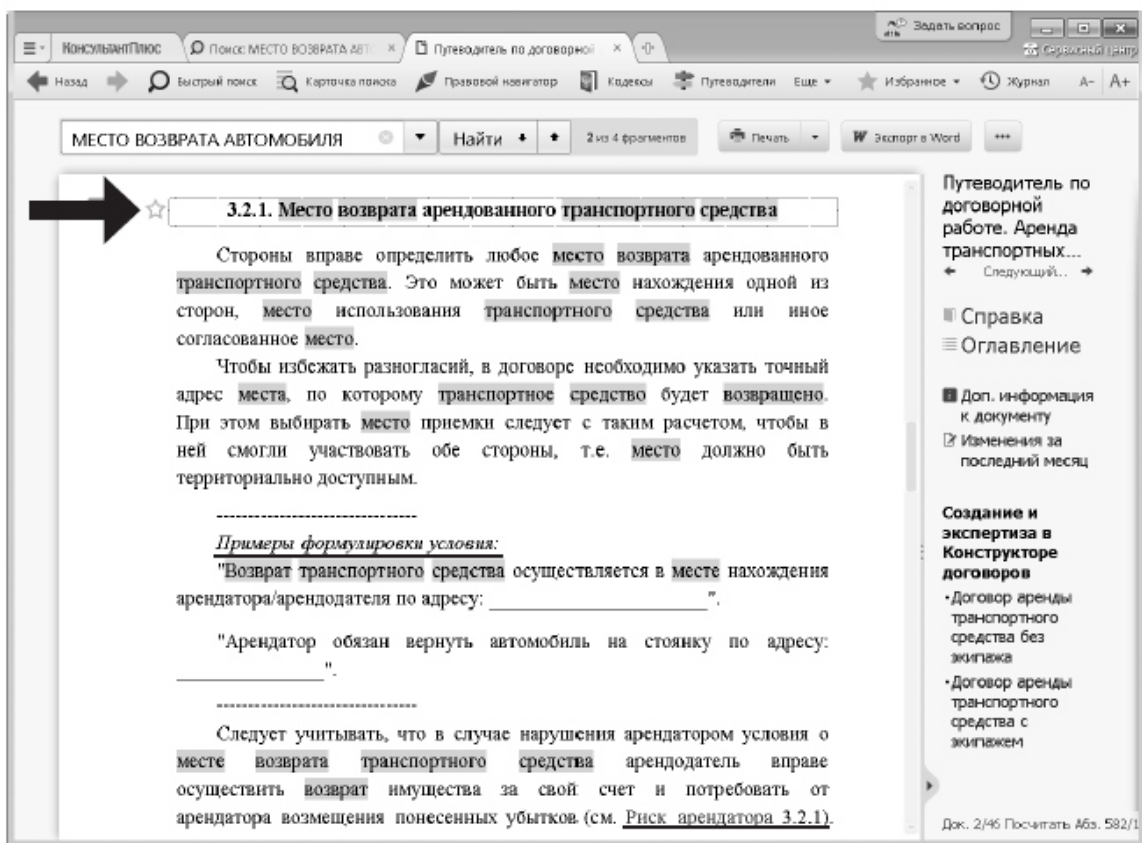 Задать вопрос
КонсультантПлюс
Поиск: МЕСТО ВОЗВРАТА АВТ
Путеводитель по договорной
Сервисный центр
Назад Быстрый поиск Карточка поиска Правовой навигатор Кодексы Путеводители Еще Избранное Журнал A- A+
МЕСТО ВОЗВРАТА АВТОМОБИЛЯ Найти 2 из 4 фрагментов Печать W Экспорт в Word
3.2.1. Место возврата арендованного транспортного средства
Стороны вправе определить любое место возврата арендованного
транспортного средства. Это может быть место нахождения одной из
сторон, место использования транспортного средства или иное
согласованное место.
Чтобы избежать разногласий, в договоре необходимо указать точный
адрес места, по которому транспортное средство будет возвращено.
При этом выбирать место приемки следует с таким расчетом, чтобы в
ней смогли участвовать обе стороны, т.е. место должно быть
территориально доступным.
--------------------------------
Примеры формулировки условия:
"Возврат транспортного средства осуществляется в месте нахождения
арендатора/арендодателя по адресу: ______________________".
"Арендатор обязан вернуть автомобиль на стоянку по адресу:
_______________".
--------------------------------
Следует учитывать, что в случае нарушения арендатором условия о
месте возврата транспортного средства арендодатель вправе
осуществить возврат имущества за свой счет и потребовать от
арендатора возмещения понесенных убытков (см. Риск арендатора 3.2.1).
Путеводитель по
договорной
работе. Аренда
транспортных...
Следующий...
Справка
Оглавление
Доп. информация
к документу
Изменения за
последний месяц
Создание и
экспертиза в
Конструкторе
договоров
•Договор аренды
транспортного
средства без
экипажа
•Договор аренды
транспортного
средства с
экипажем
Док. 2/46 Посчитать Абз. 582/1